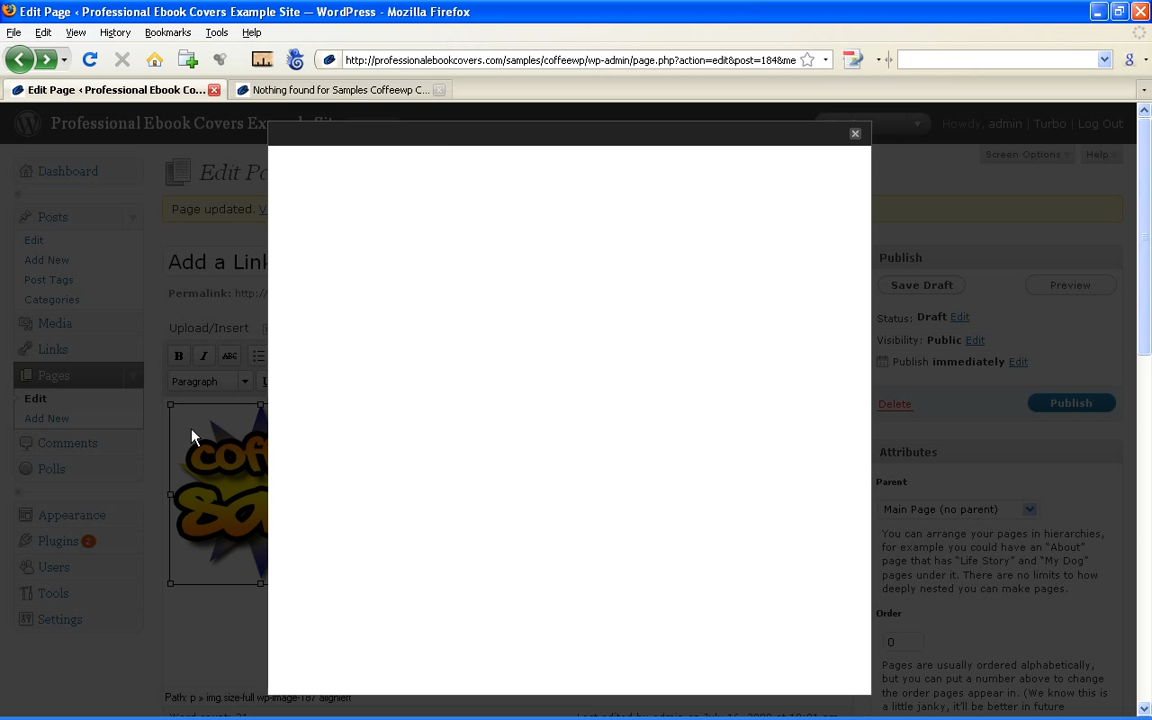 Edit Page ‹ Professional Ebook Covers Example Site — WordPress - Mozilla Firefox
File Edit View History Bookmarks Tools Help
http://professionalebookcovers.com/samples/coffeewp/wp-admin/page.php?action=edit&post=184&me
Edit Page ‹ Professional Ebook Co...
Nothing found for Samples Coffeewp C...
Professional Ebook Covers Ex
Howdy, admin | Turbo | Log Out
Screen Options
Help
Dashboard
Edit P
Page updated.
Posts
Edit
Add New
Post Tags
Categories
Media
Links
Pages
Edit
Add New
Comments
Polls
Appearance
Plugins 2
Users
Tools
Settings
Add a Lin
Permalink: http://
Upload/Insert
B I ABC
Paragraph
Path: p » img.size-full wp-image-187 alignleft
Publish
Save Draft
Preview
Status: Draft Edit
Visibility: Public Edit
Publish immediately Edit
Delete
Publish
Attributes
Parent
Main Page (no parent)
You can arrange your pages in hierarchies,
for example you could have an "About"
page that has "Life Story" and "My Dog"
pages under it. There are no limits to how
deeply nested you can make pages.
Order
0
Pages are usually ordered alphabetically,
but you can put a number above to change
the order pages appear in. (We know this is
a little janky, it'll be better in future